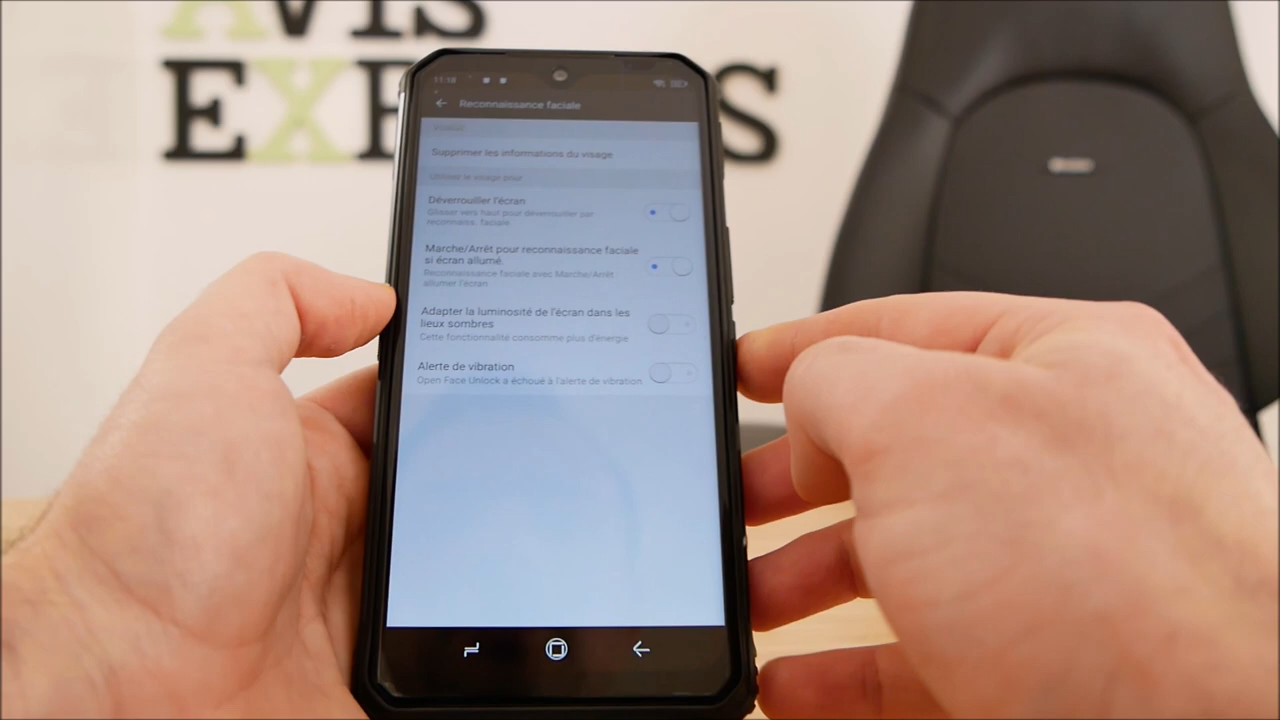 AVIS
EXP S
11:18
Reconnaissance faciale
Supprimer les informations du visage
Utiliser le visage pour
Déverrouiller l'écran
Glisser vers haut pour déverrouiller par
reconnaiss. faciale
Marche/Arrêt pour reconnaissance faciale
si écran allumé.
Reconnaissance faciale avec Marche/Arrêt
allumer l'écran
Adapter la luminosité de l'écran dans les
lieux sombres
Cette fonctionnalité consomme plus d'énergie
Alerte de vibration
Open Face Unlock a échoué à l'alerte de vibration